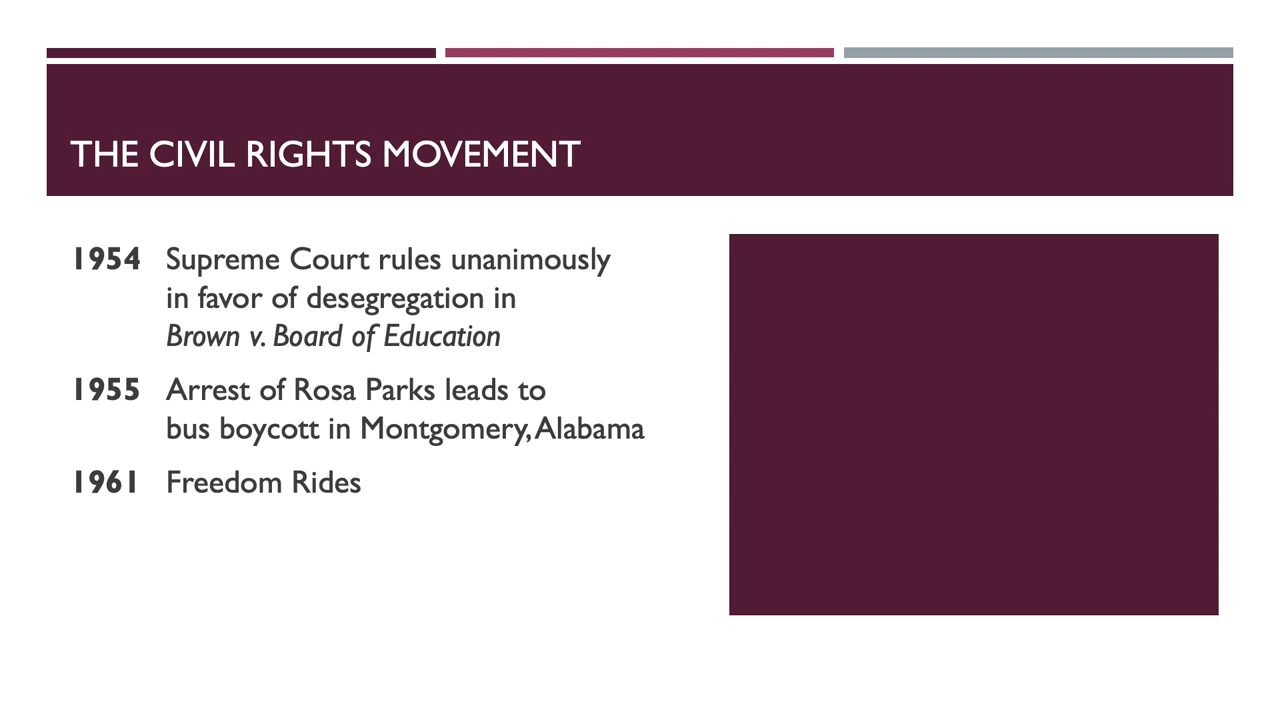 THE CIVIL RIGHTS MOVEMENT
1954 Supreme Court rules unanimously
in favor of desegregation in
Brown v. Board of Education
1955 Arrest of Rosa Parks leads to
bus boycott in Montgomery, Alabama
1961 Freedom Rides